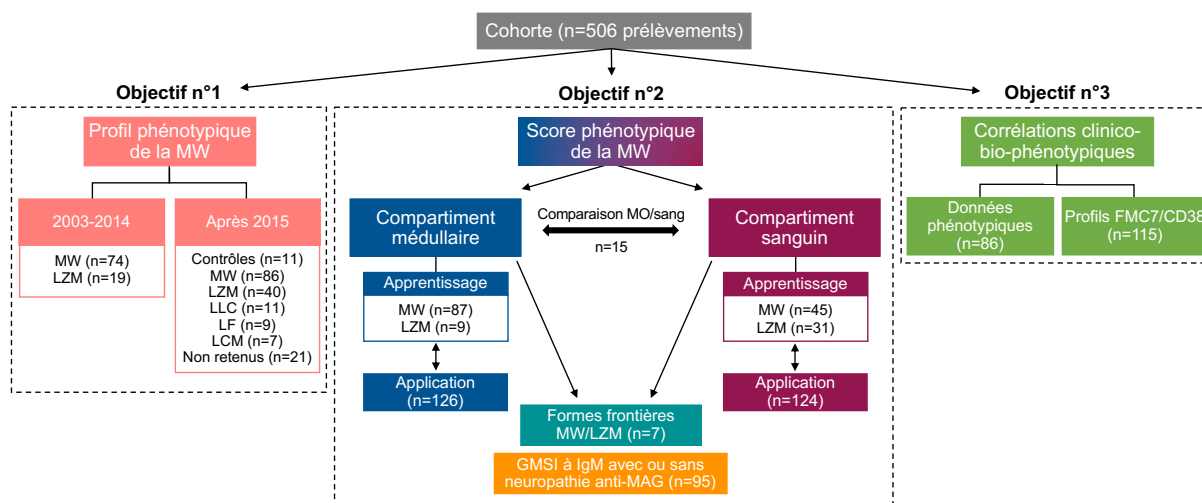 Cohorte (n=506 prélèvements)
Objectif n°1
Profil phénotypique
de la MW
2003-2014
MW (n=74)
LZM (n=19)
Après 2015
Contrôles (n=11)
MW (n=86)
LZM (n=40)
LLC (n=11)
LF (n=9)
LCM (n=7)
Non retenus (n=21)
Objectif n°2
Score phénotypique
de la MW
Compartiment
médullaire
Comparaison MO/sang
n=15
Compartiment
sanguin
Apprentissage
MW (n=87)
LZM (n=9)
Application
(n=126)
Apprentissage
MW (n=45)
LZM (n=31)
Application
(n=124)
Formes frontières
MW/LZM (n=7)
GMSI à IgM avec ou sans
neuropathie anti-MAG (n=95)
Objectif n°3
Corrélations clinico-
bio-phénotypiques
Données
phénotypiques
(n=86)
Profils FMC7/CD38
(n=115)